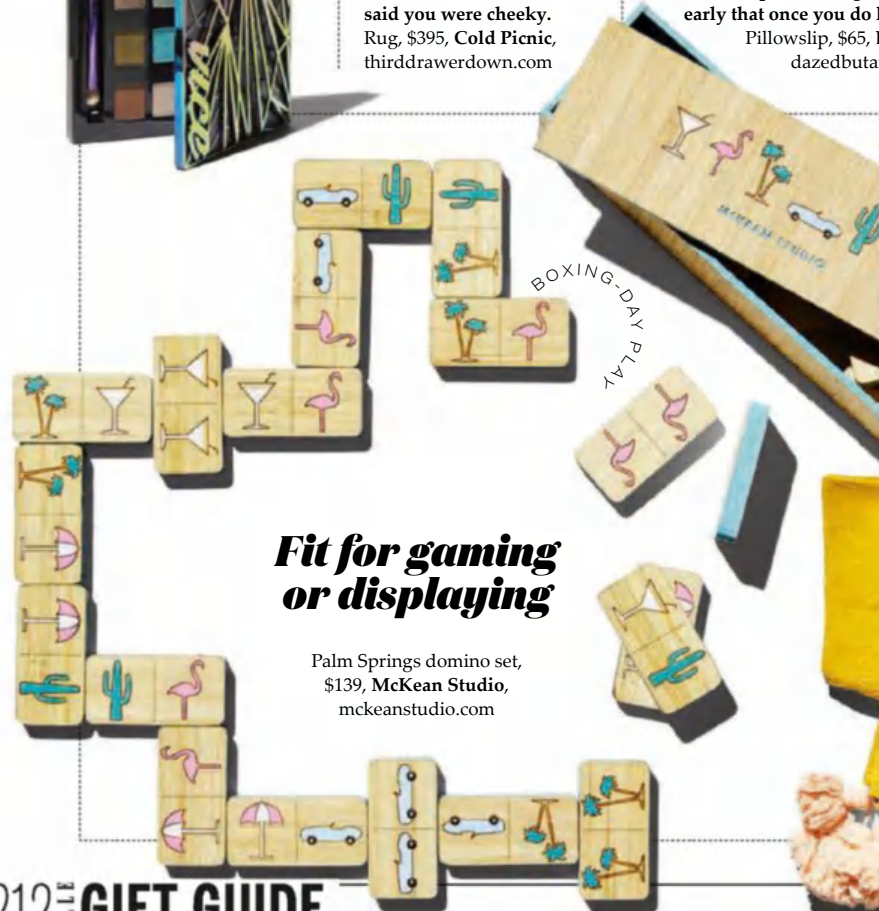 said you were cheeky.
Rug, $395, Cold Picnic,
thirddrawerdown.com
early that once you do
Pillowslip, $65,
vice
McKEAN STUDIO
BOXING-DAY PLAY
Fit for gaming
or displaying
Palm Springs domino set,
$139, McKean Studio,
mckeanstudio.com
GIFT GUIDE